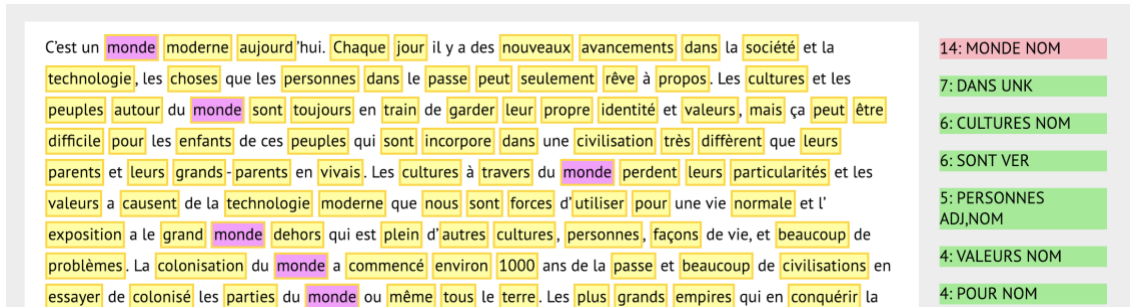 C'est un monde moderne aujourd'hui. Chaque jour il y a des nouveaux avancements dans la société et la
technologie, les choses que les personnes dans le passe peut seulement rêve à propos. Les cultures et les
peuples autour du monde sont toujours en train de garder leur propre identité et valeurs, mais ça peut être
difficile pour les enfants de ces peuples qui sont incorpore dans une civilisation très diffèrent que leurs
parents et leurs grands-parents en vivais. Les cultures à travers du monde perdent leurs particularités et les
valeurs a causent de la technologie moderne que nous sont forces d'utiliser pour une vie normale et l'
exposition a le grand monde dehors qui est plein d'autres cultures, personnes, façons de vie, et beaucoup de
problèmes. La colonisation du monde a commencé environ 1000 ans de la passe et beaucoup de civilisations en
essayer de colonisé les parties du monde ou même tous le terre. Les plus grands empires qui en conquérir la
14: MONDE NOM
7: DANS UNK
6: CULTURES NOM
6: SONT VER
5: PERSONNES
ADJ,NOM
4: VALEURS NOM
4: POUR NOM